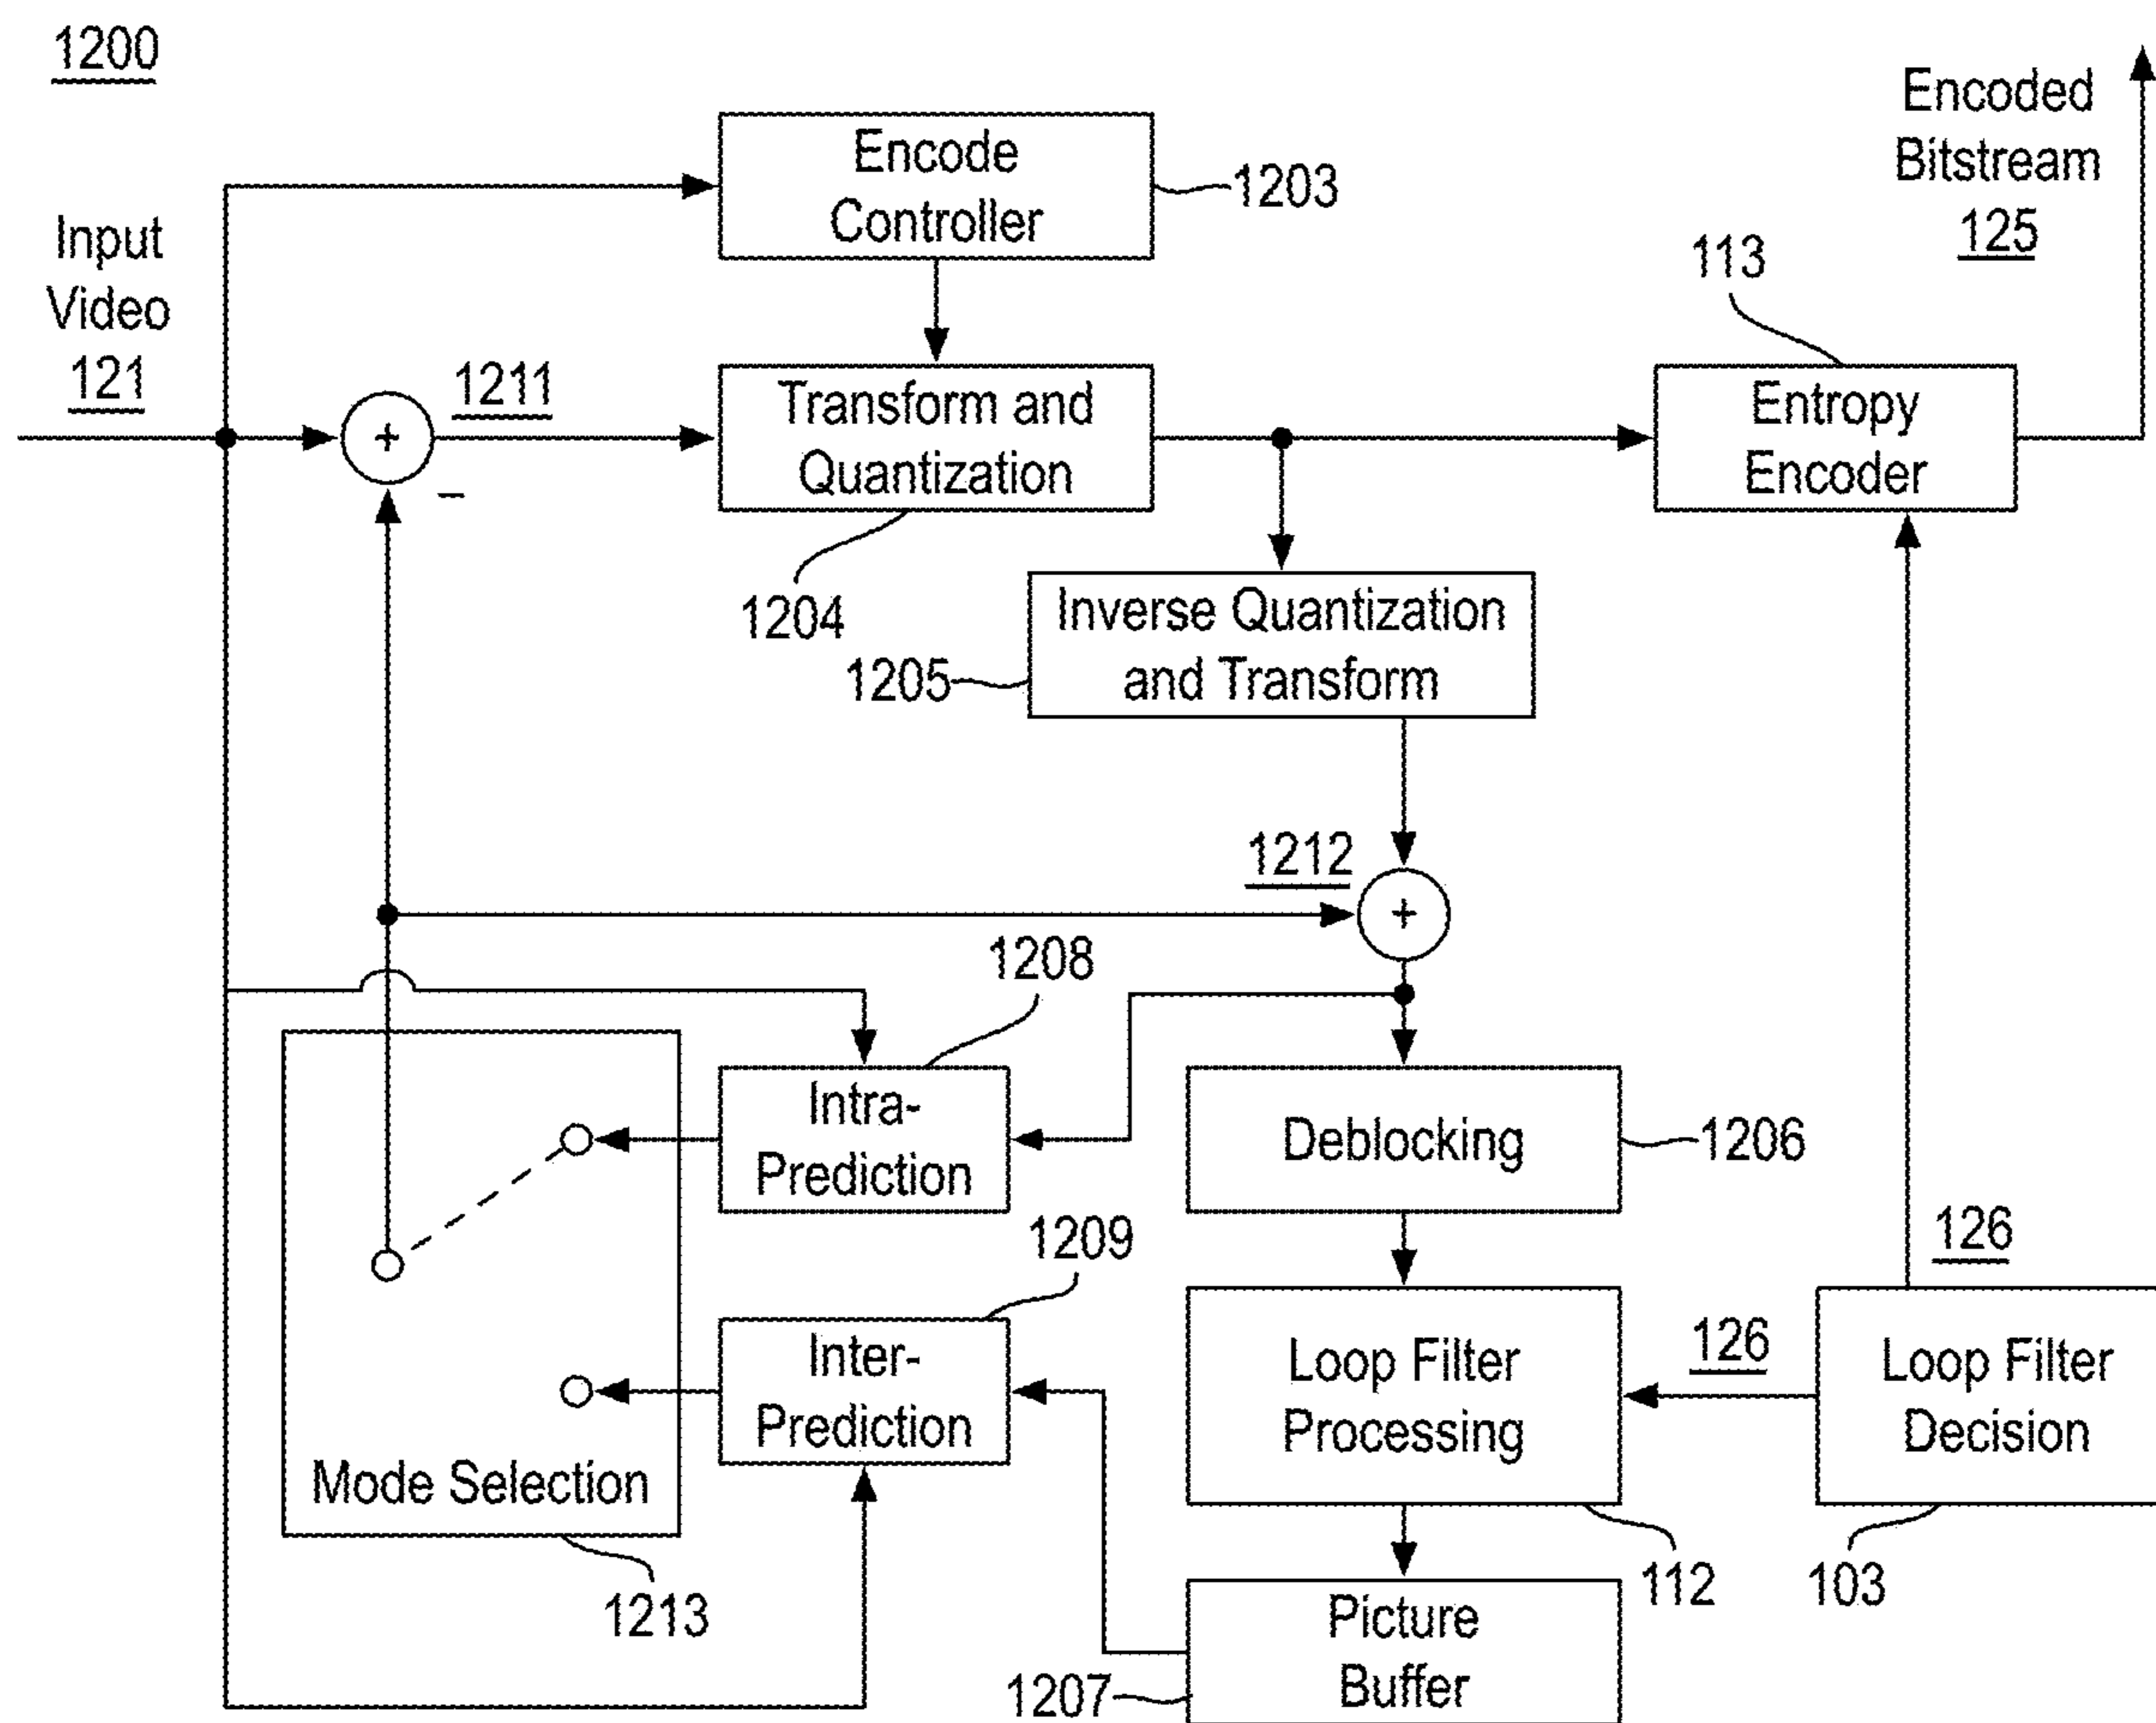 1200
Encode
Controller
1203
Encoded
Bitstream
125
Input
Video
121
1211
Transform and
Quantization
1204
113
Entropy
Encoder
Inverse Quantization
and Transform
1205
1212
+
+
−
1208
Intra-
Prediction
Deblocking
1206
1209
Inter-
Prediction
Mode Selection
1213
Loop Filter
Processing
112
126
126
Loop Filter
Decision
103
Picture
Buffer
1207